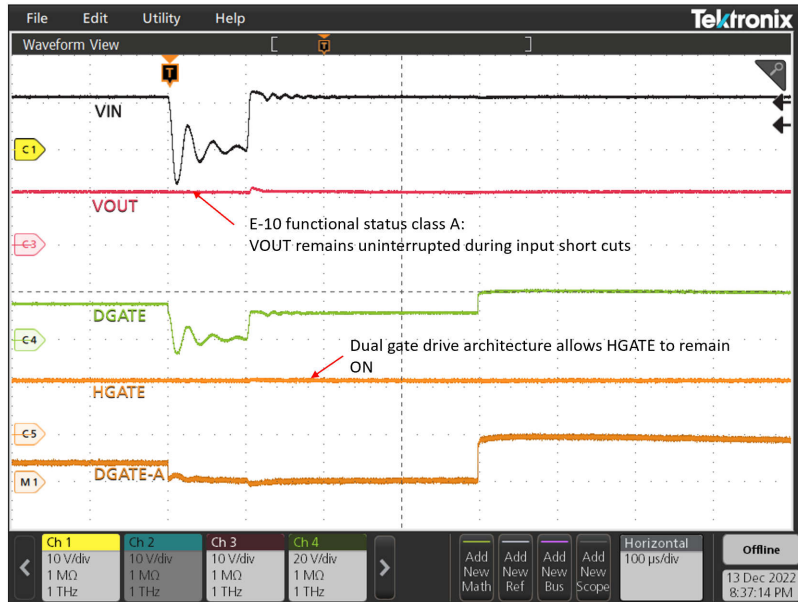 File Edit Utility Help
Tektronix
Waveform View
T
T
VIN
C1
VOUT
E-10 functional status class A:
VOUT remains uninterrupted during input short cuts
C3
DGATE
C4
Dual gate drive architecture allows HGATE to remain
ON
HGATE
C5
DGATE-A
M1
Ch 1
10 V/div
1 MΩ
1 THz
Ch 2
10 V/div
1 MΩ
1 THz
Ch 3
10 V/div
1 MΩ
1 THz
Ch 4
20 V/div
1 MΩ
1 THz
Add
New
Math
Add
New
Ref
Add
New
Bus
Add
New
Scope
Horizontal
100 µs/div
Offline
13 Dec 2022
8:37:14 PM